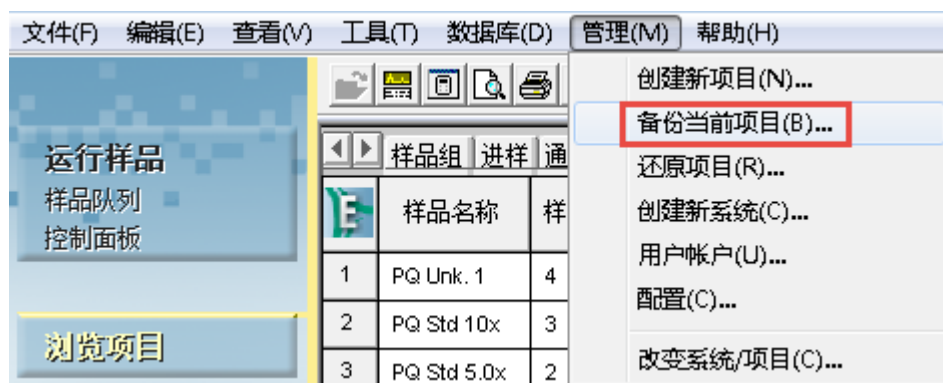 文件(F) 编辑(E) 查看(V) 工具(T) 数据库(D) 管理(M) 帮助(H)
创建新项目(N)...
备份当前项目(B)...
还原项目(R)...
创建新系统(C)...
用户帐户(U)...
配置(C)...
改变系统/项目(C)...
运行样品
样品队列
控制面板
浏览项目
样品组 进样 通
样品名称 样
1 PQ Unk. 1 4
2 PQ Std 10x 3
3 PQ Std 5.0x 2